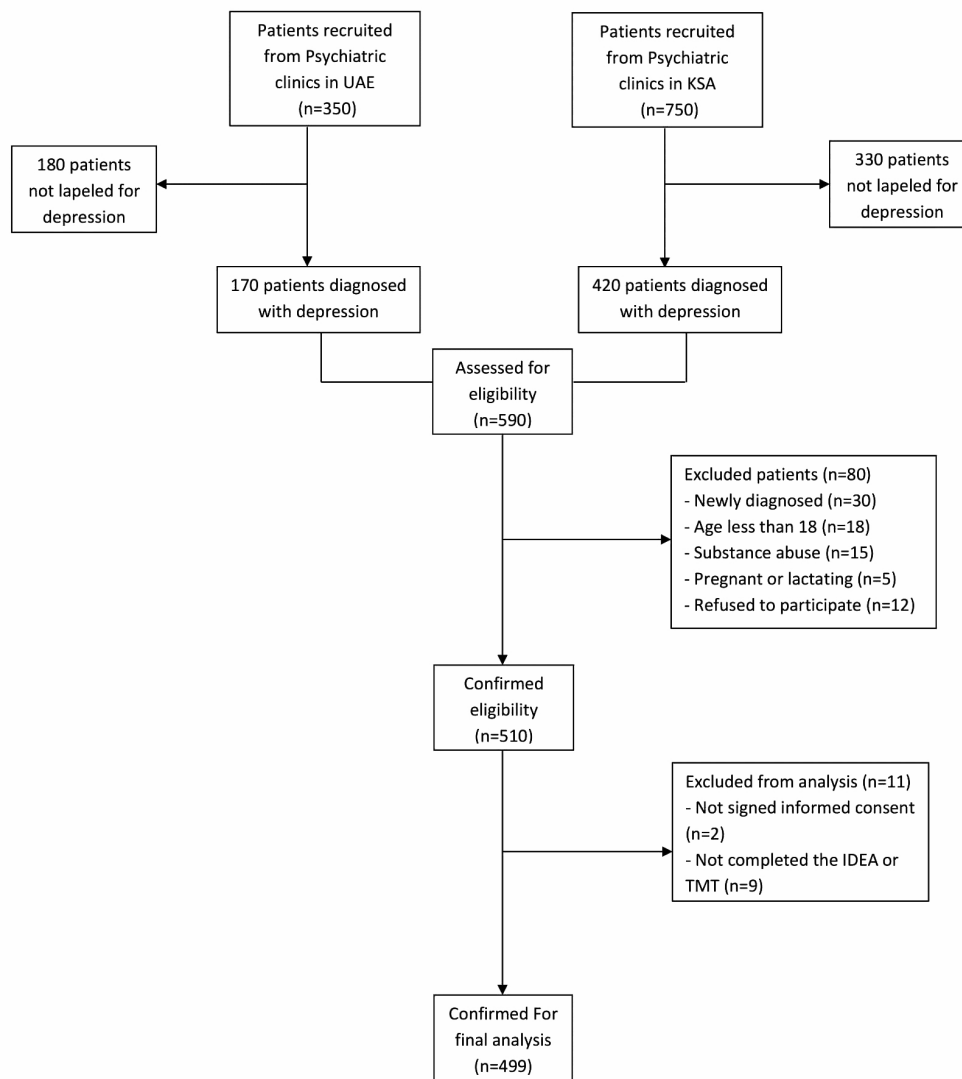 Patients recruited
from Psychiatric
clinics in UAE
(n=350)
Patients recruited
from Psychiatric
clinics in KSA
(n=750)
180 patients
not lapeled for
depression
330 patients
not lapeled for
depression
170 patients diagnosed
with depression
420 patients diagnosed
with depression
Assessed for
eligibility
(n=590)
Excluded patients (n=80)
- Newly diagnosed (n=30)
- Age less than 18 (n=18)
- Substance abuse (n=15)
- Pregnant or lactating (n=5)
- Refused to participate (n=12)
Confirmed
eligibility
(n=510)
Excluded from analysis (n=11)
- Not signed informed consent
(n=2)
- Not completed the IDEA or
TMT (n=9)
Confirmed For
final analysis
(n=499)